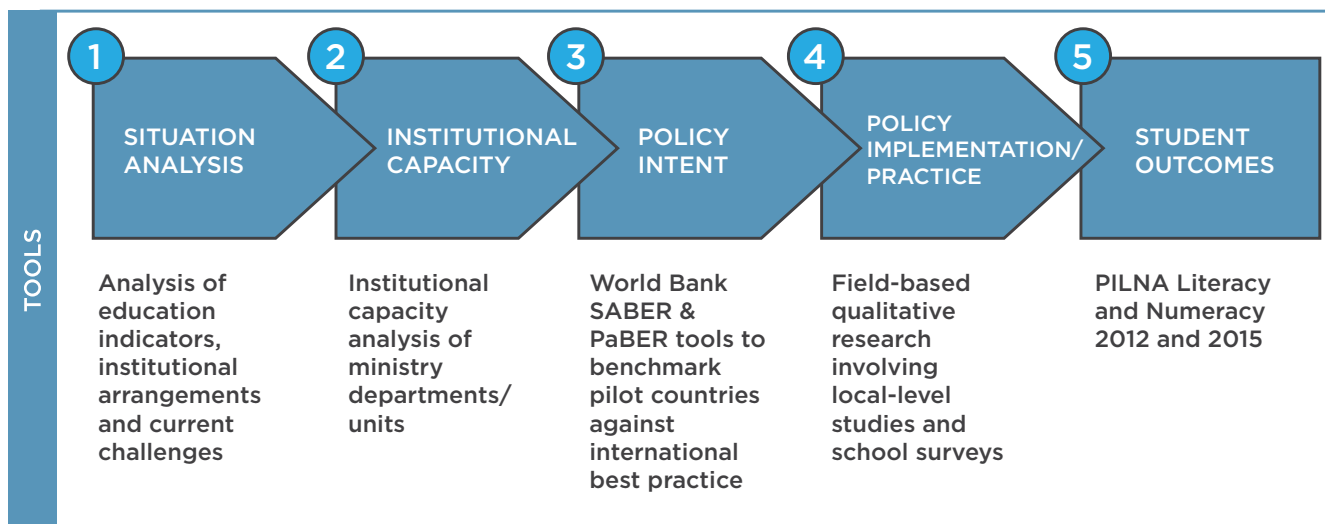 TOOLS
1
SITUATION
ANALYSIS
Analysis of
education
indicators,
institutional
arrangements
and current
challenges
2
INSTITUTIONAL
CAPACITY
Institutional
capacity
analysis of
ministry
departments/
units
3
POLICY
INTENT
World Bank
SABER &
PaBER tools to
benchmark
pilot countries
against
international
best practice
4
POLICY
IMPLEMENTATION/
PRACTICE
Field-based
qualitative
research
involving
local-level
studies and
school surveys
5
STUDENT
OUTCOMES
PILNA Literacy
and Numeracy
2012 and 2015